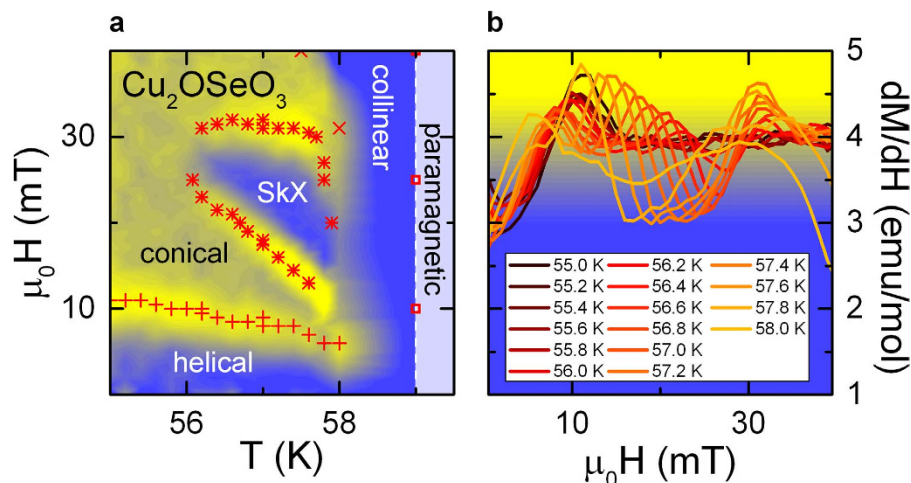 a
b
Cu2OSeO3
collinear
paramagnetic
SkX
conical
helical
30
10
μ0H (mT)
56
58
T (K)
5
4
3
2
1
dM/dH (emu/mol)
55.0 K 56.2 K 57.4 K
55.2 K 56.4 K 57.6 K
55.4 K 56.6 K 57.8 K
55.6 K 56.8 K 58.0 K
55.8 K 57.0 K
56.0 K 57.2 K
10
30
μ0H (mT)